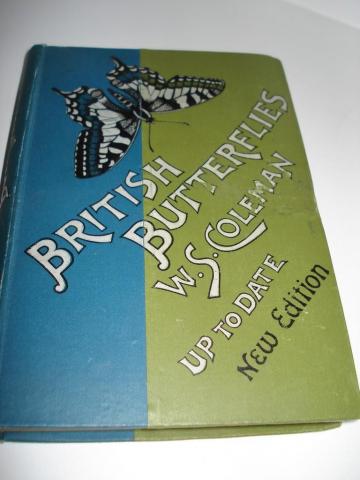 BRITISH
BUTTERFLIES
W.S. COLEMAN
UP TO DATE
NEW EDITION